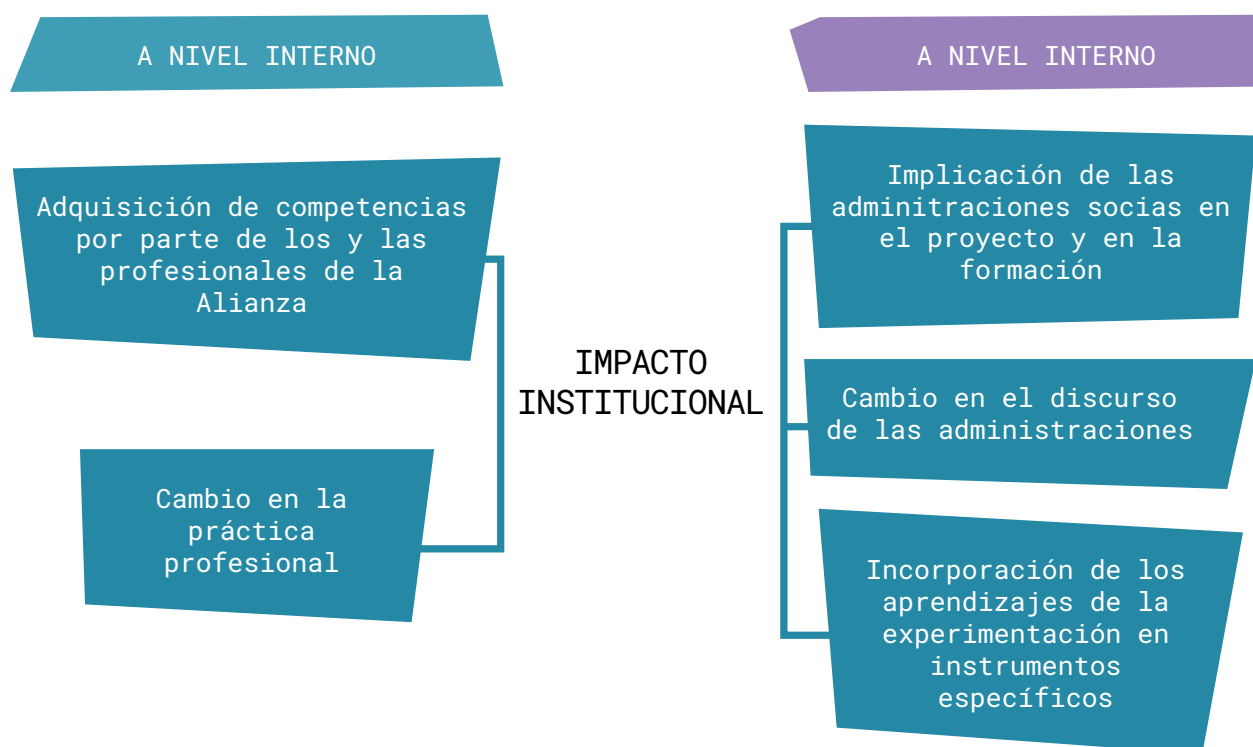 A NIVEL INTERNO
Adquisición de competencias
por parte de los y las
profesionales de la
Alianza
Cambio en la
práctica
profesional
IMPACTO
INSTITUCIONAL
A NIVEL INTERNO
Implicación de las
adminitraciones socias en
el proyecto y en la
formación
Cambio en el discurso
de las administraciones
Incorporación de los
aprendizajes de la
experimentación en
instrumentos
específicos